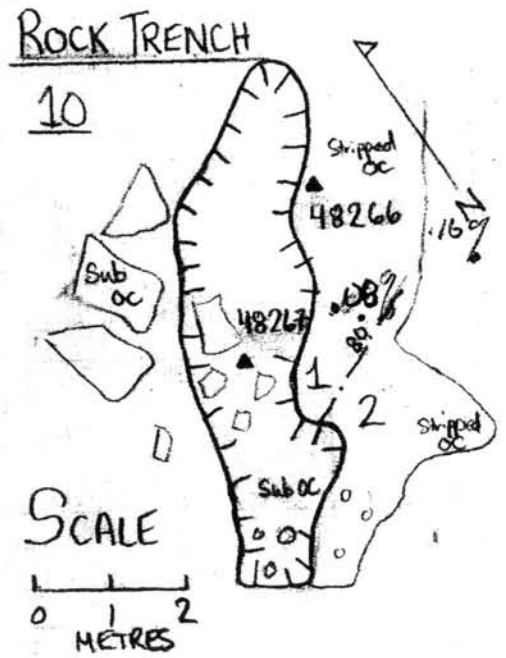 ROCK TRENCH
10
Stripped
OC
N
48266
.16%
Sub
OC
.08%
48267
89
1
2
Stripped
OC
Sub OC
SCALE
0 1 2
METRES